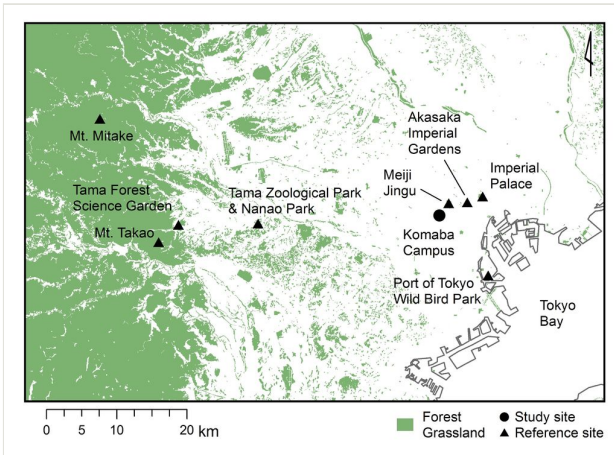 Akasaka
Imperial
Gardens
Mt. Mitake
Meiji
Jingu
Imperial
Palace
Tama Forest
Science Garden
Tama Zoological Park
& Nanao Park
Mt. Takao
Komaba
Campus
Port of Tokyo
Wild Bird Park
Tokyo
Bay
0 5 10 20 km
Forest
Grassland
Study site
Reference site